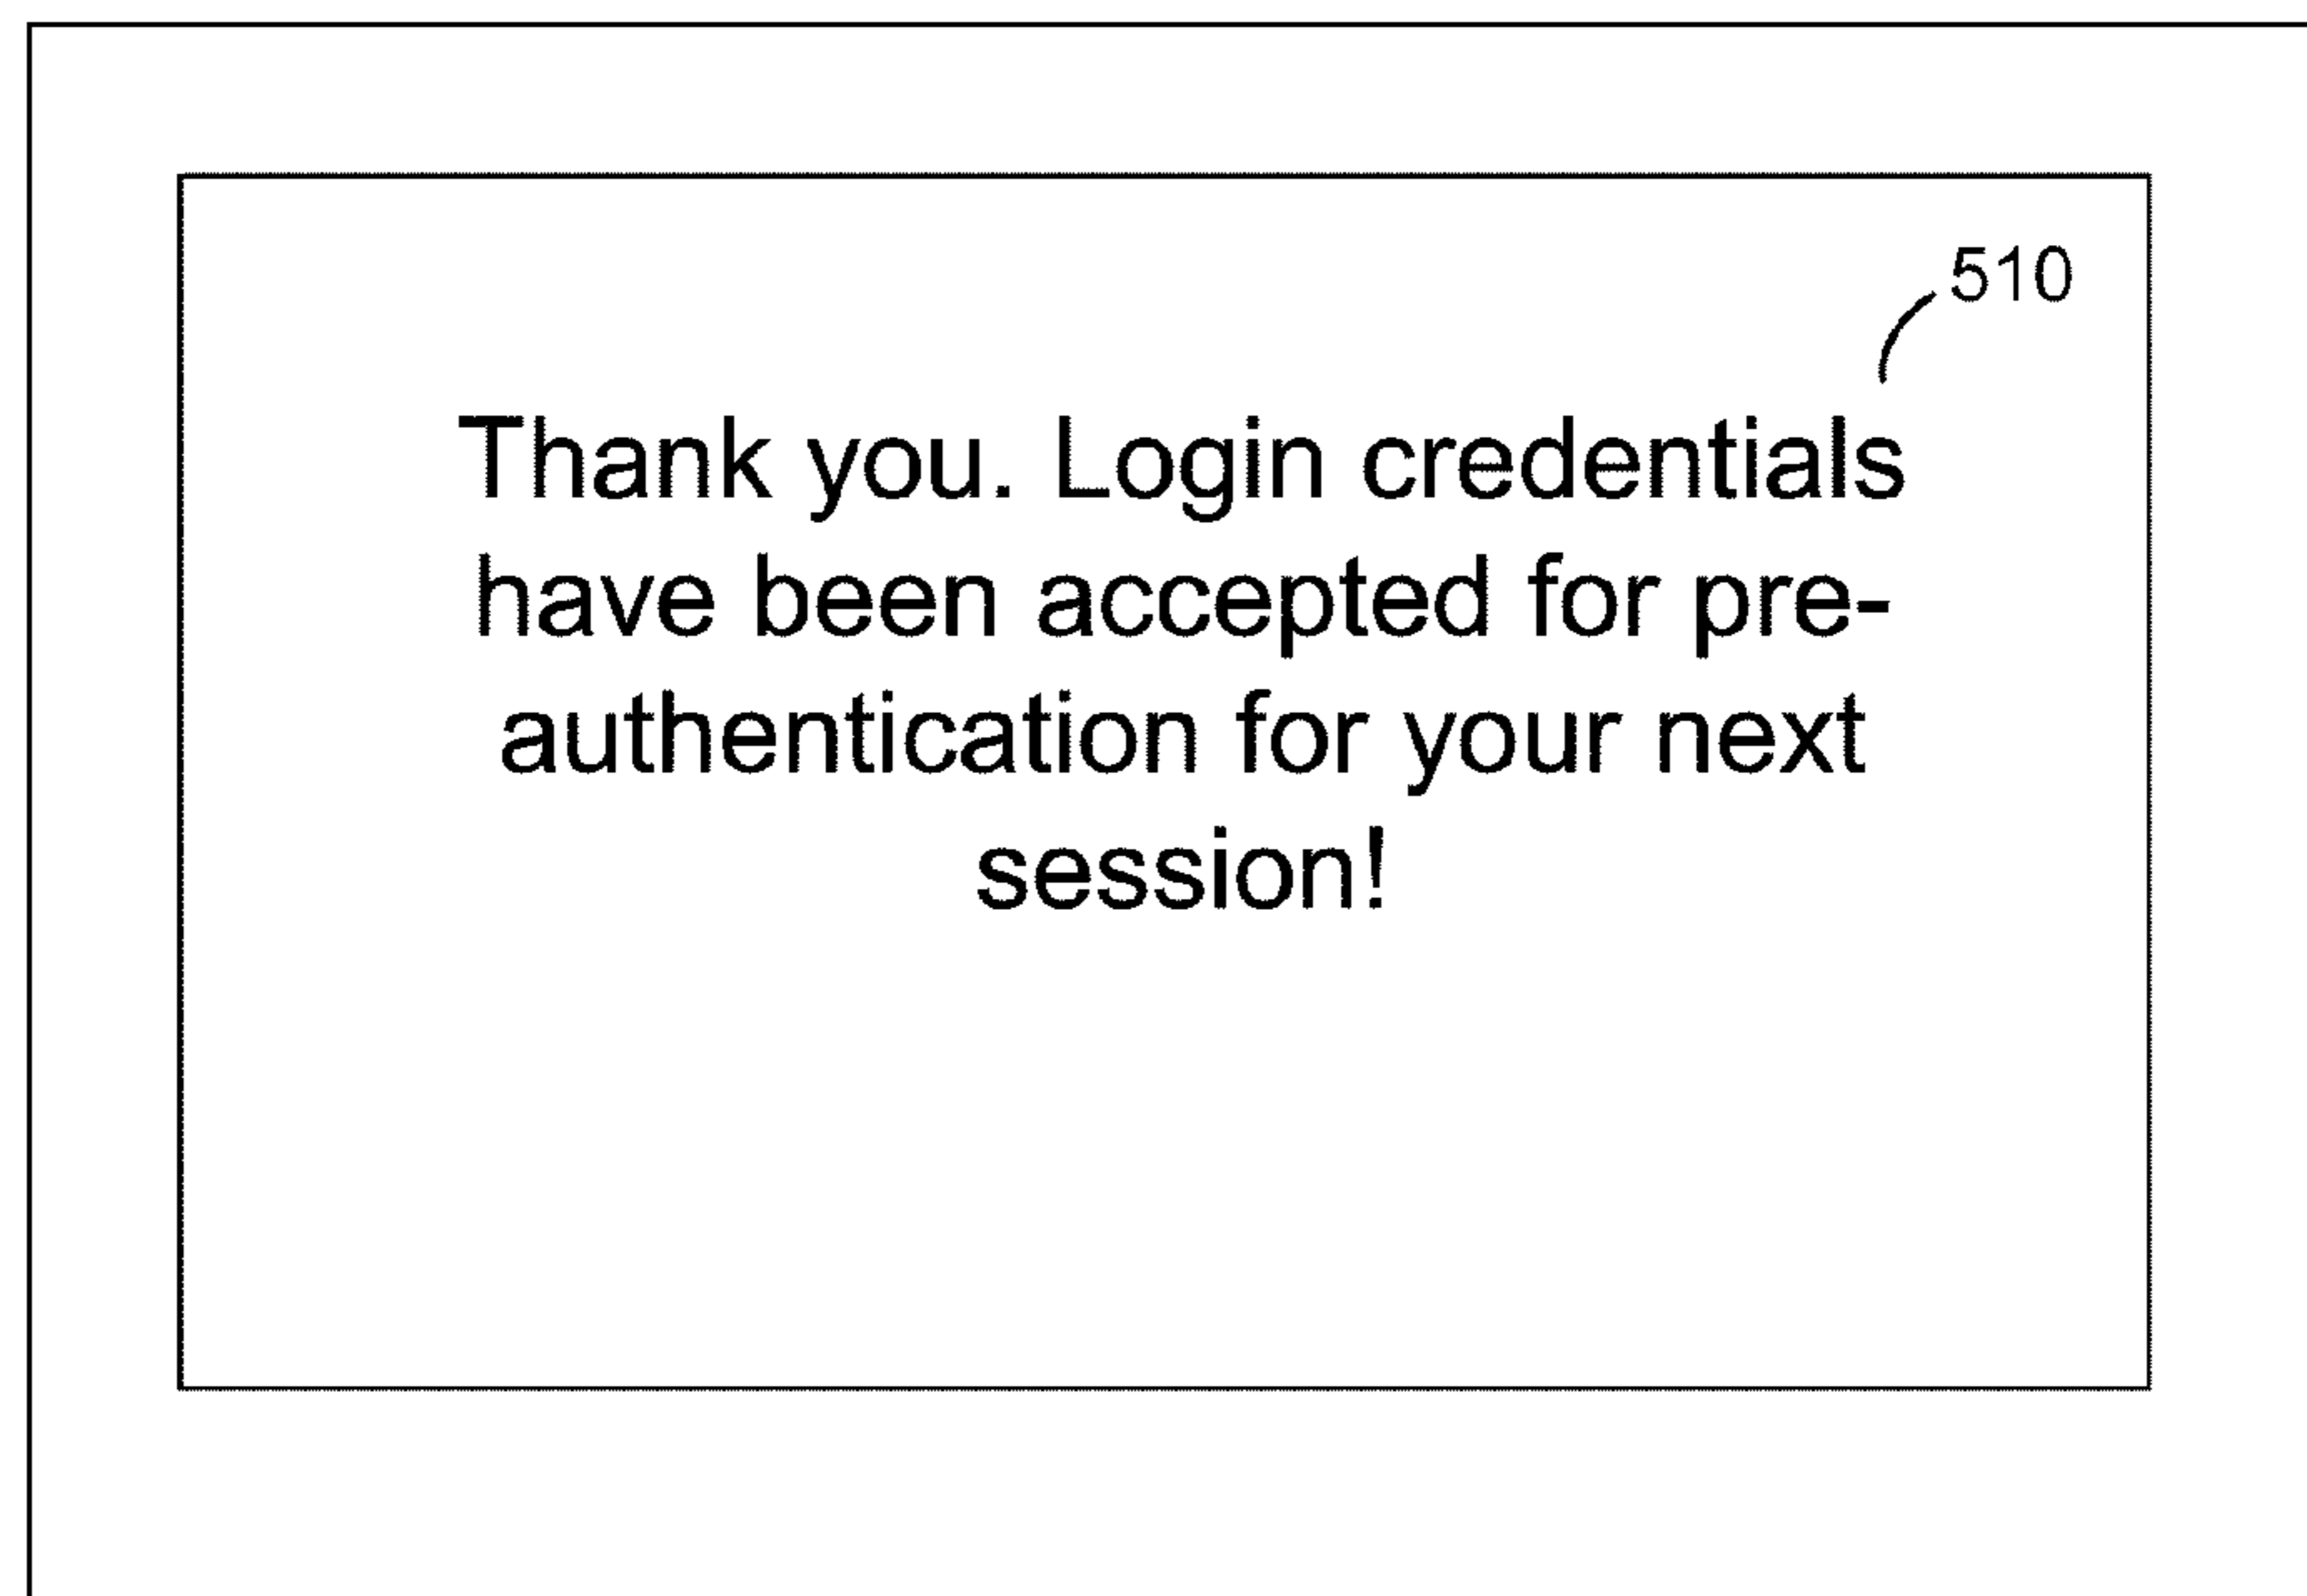 510
Thank you. Login credentials
have been accepted for pre-
authentication for your next
session!